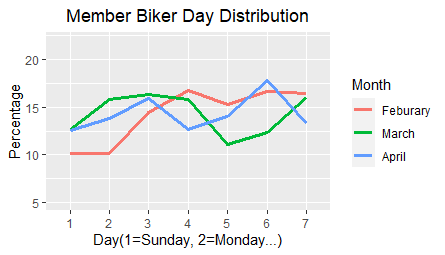 Member Biker Day Distribution
Percentage
20
15
10
5
1 2 3 4 5 6 7
Day(1=Sunday, 2=Monday...)
Month
Feburary
March
April